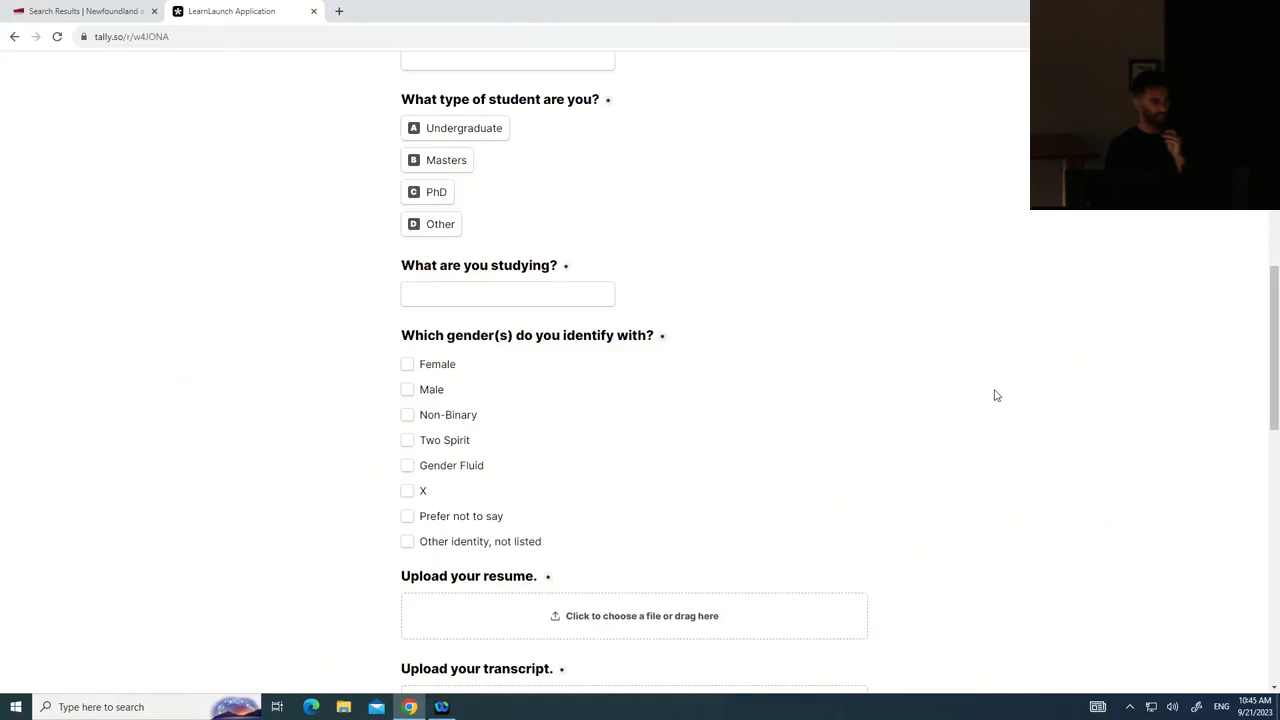 Search Results | Newfoundland
LearnLaunch Application
tally.so/r/w4JONA
What type of student are you? *
A Undergraduate
B Masters
C PhD
D Other
What are you studying? *
Which gender(s) do you identify with? *
Female
Male
Non-Binary
Two Spirit
Gender Fluid
X
Prefer not to say
Other identity, not listed
Upload your resume. *
Click to choose a file or drag here
Upload your transcript. *
Type here to search
ENG
10:45 AM
9/21/2023